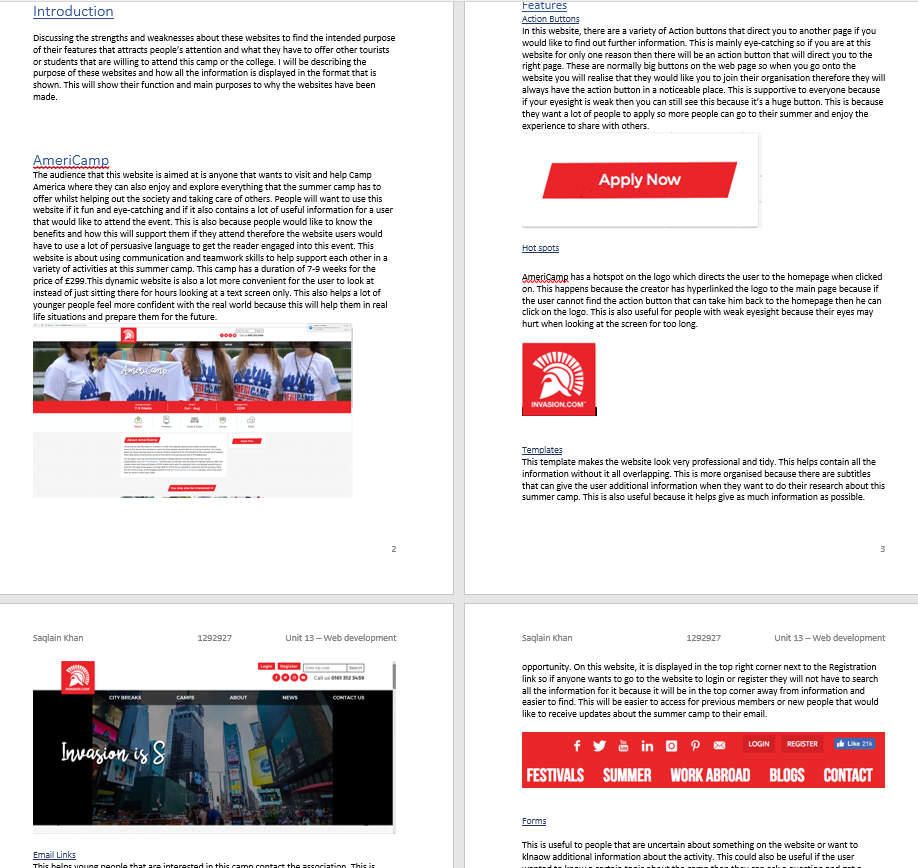 Introduction
Discussing the strengths and weaknesses about these websites to find the intended purpose
of their features that attracts people's attention and what they have to offer other tourists
or students that are willing to attend this camp or the college. I will be describing the
purpose of these websites and how all the information is displayed in the format that is
shown. This will show their function and main purposes to why the websites have been
made.
AmeriCamp
The audience that this website is aimed at is anyone that wants to visit and help Camp
America where they can also enjoy and explore everything that the summer camp has to
offer whilst helping out the society and taking care of others. People will want to use this
website if it fun and eye-catching and if it also contains a lot of useful information for a user
that would like to attend the event. This is also because people would like to know the
benefits and how this will support them if they attend therefore the website users would
have to use a lot of persuasive language to get the reader engaged into this event. This
website is about using communication and teamwork skills to help support each other in a
variety of activities at this summer camp. This camp has a duration of 7-9 weeks for the
price of £299.This dynamic website is also a lot more convenient for the user to look at
instead of just sitting there for hours looking at a text screen only. This also helps a lot of
younger people feel more confident with the real world because this will help them in real
life situations and prepare them for the future.
CITY BREAKS CAMPS ABOUT NEWS CONTACT US
AmeriCamp
7-9 Weeks Jun - Aug £299
About AmeriCamp
Apply Now
You may also be interested in
2
Features
Action Buttons
In this website, there are a variety of Action buttons that direct you to another page if you
would like to find out further information. This is mainly eye-catching so if you are at this
website for only one reason then there will be an action button that will direct you to the
right page. These are normally big buttons on the web page so when you go onto the
website you will realise that they would like you to join their organisation therefore they will
always have the action button in a noticeable place. This is supportive to everyone because
if your eyesight is weak then you can still see this because it's a huge button. This is because
they want a lot of people to apply so more people can go to their summer and enjoy the
experience to share with others.
Apply Now
Hot spots
AmeriCamp has a hotspot on the logo which directs the user to the homepage when clicked
on. This happens because the creator has hyperlinked the logo to the main page because if
the user cannot find the action button that can take him back to the homepage then he can
click on the logo. This is also useful for people with weak eyesight because their eyes may
hurt when looking at the screen for too long.
INVASION.COM
Templates
This template makes the website look very professional and tidy. This helps contain all the
information without it all overlapping. This is more organised because there are subtitles
that can give the user additional information when they want to do their research about this
summer camp. This is also useful because it helps give as much information as possible.
3
Saqlain Khan 1292927 Unit 13 – Web development
Login Register Search
Call us 0161 312 3459
INVASION.COM
CITY BREAKS CAMPS ABOUT NEWS CONTACT US
Invasion is S
Email Links
This helps young people that are interested in this camp contact the association. This is
Saqlain Khan 1292927 Unit 13 – Web development
opportunity. On this website, it is displayed in the top right corner next to the Registration
link so if anyone wants to go to the website to login or register they will not have to search
all the information for it because it will be in the top corner away from information and
easier to find. This will be easier to access for previous members or new people that would
like to receive updates about the summer camp to their email.
LOGIN REGISTER Like 21k
FESTIVALS SUMMER WORK ABROAD BLOGS CONTACT
Forms
This is useful to people that are uncertain about something on the website or want to
klnaow additional information about the activity. This could also be useful if the user